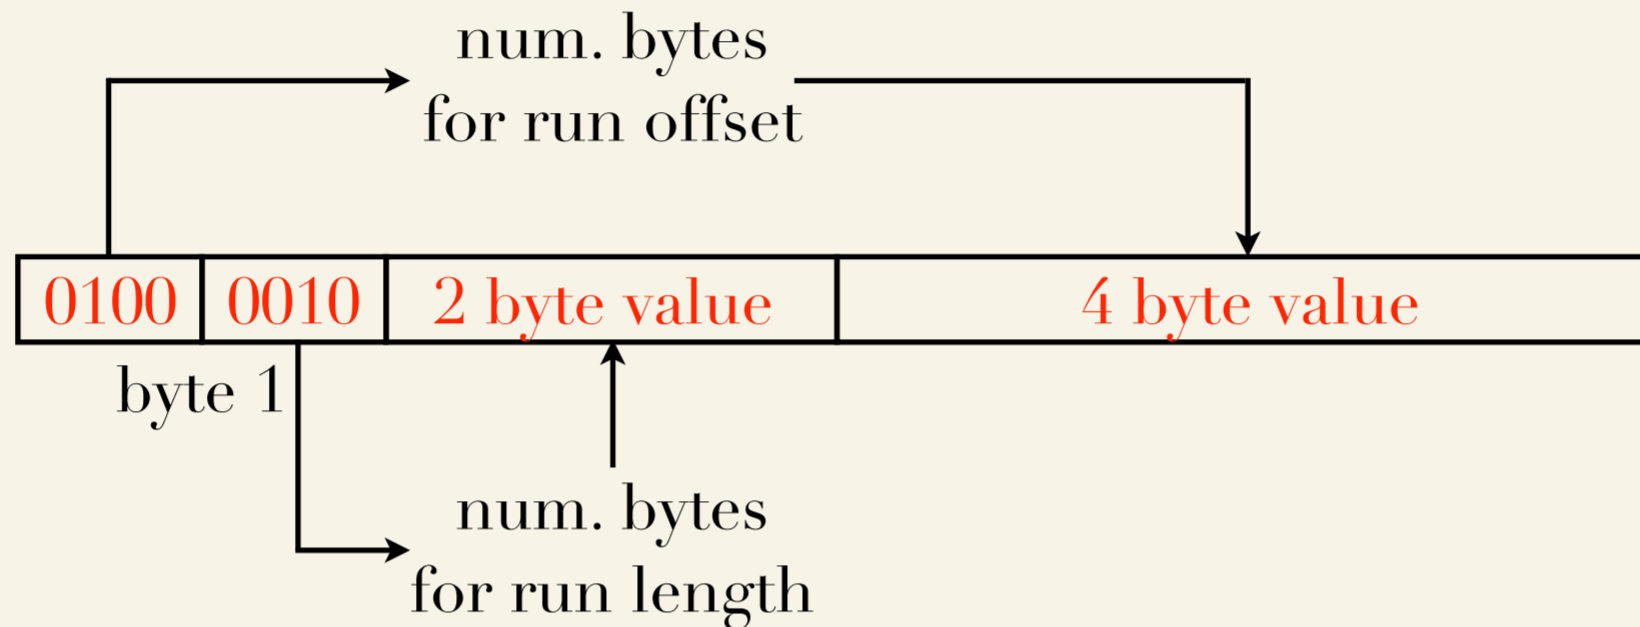 num. bytes
for run offset
0100 0010 2 byte value 4 byte value
byte 1
num. bytes
for run length